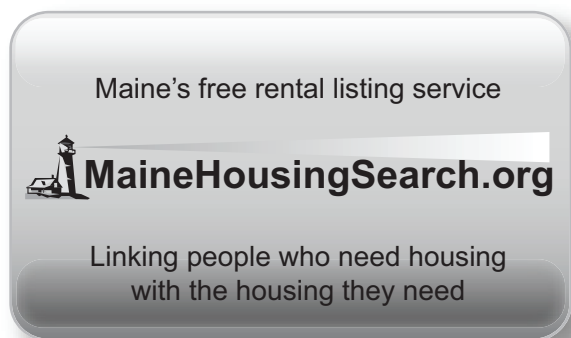 Maine's free rental listing service
MaineHousingSearch.org
Linking people who need housing
with the housing they need